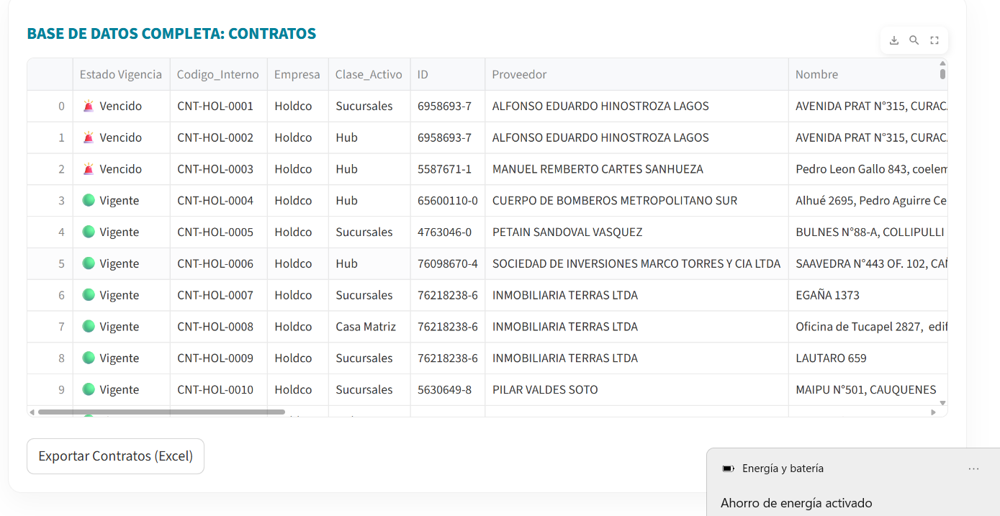 BASE DE DATOS COMPLETA: CONTRATOS
Estado Vigencia Codigo_Interno Empresa Clase_Activo ID Proveedor Nombre
0 Vencido CNT-HOL-0001 Holdco Sucursales 6958693-7 ALFONSO EDUARDO HINOSTROZA LAGOS AVENIDA PRAT N°315, CURAC
1 Vencido CNT-HOL-0002 Holdco Hub 6958693-7 ALFONSO EDUARDO HINOSTROZA LAGOS AVENIDA PRAT N°315, CURAC
2 Vencido CNT-HOL-0003 Holdco Hub 5587671-1 MANUEL REMBERTO CARTES SANHUEZA Pedro Leon Gallo 843, coelem
3 Vigente CNT-HOL-0004 Holdco Hub 65600110-0 CUERPO DE BOMBEROS METROPOLITANO SUR Alhué 2695, Pedro Aguirre Ce
4 Vigente CNT-HOL-0005 Holdco Sucursales 4763046-0 PETAIN SANDOVAL VASQUEZ BULNES N°88-A, COLLIPULLI
5 Vigente CNT-HOL-0006 Holdco Hub 76098670-4 SOCIEDAD DE INVERSIONES MARCO TORRES Y CIA LTDA SAAVEDRA N°443 OF. 102, CAÑ
6 Vigente CNT-HOL-0007 Holdco Sucursales 76218238-6 INMOBILIARIA TERRAS LTDA EGAÑA 1373
7 Vigente CNT-HOL-0008 Holdco Casa Matriz 76218238-6 INMOBILIARIA TERRAS LTDA Oficina de Tucapel 2827, edif
8 Vigente CNT-HOL-0009 Holdco Sucursales 76218238-6 INMOBILIARIA TERRAS LTDA LAUTARO 659
9 Vigente CNT-HOL-0010 Holdco Sucursales 5630649-8 PILAR VALDES SOTO MAIPU N°501, CAUQUENES
Exportar Contratos (Excel)
Energía y batería
Ahorro de energía activado